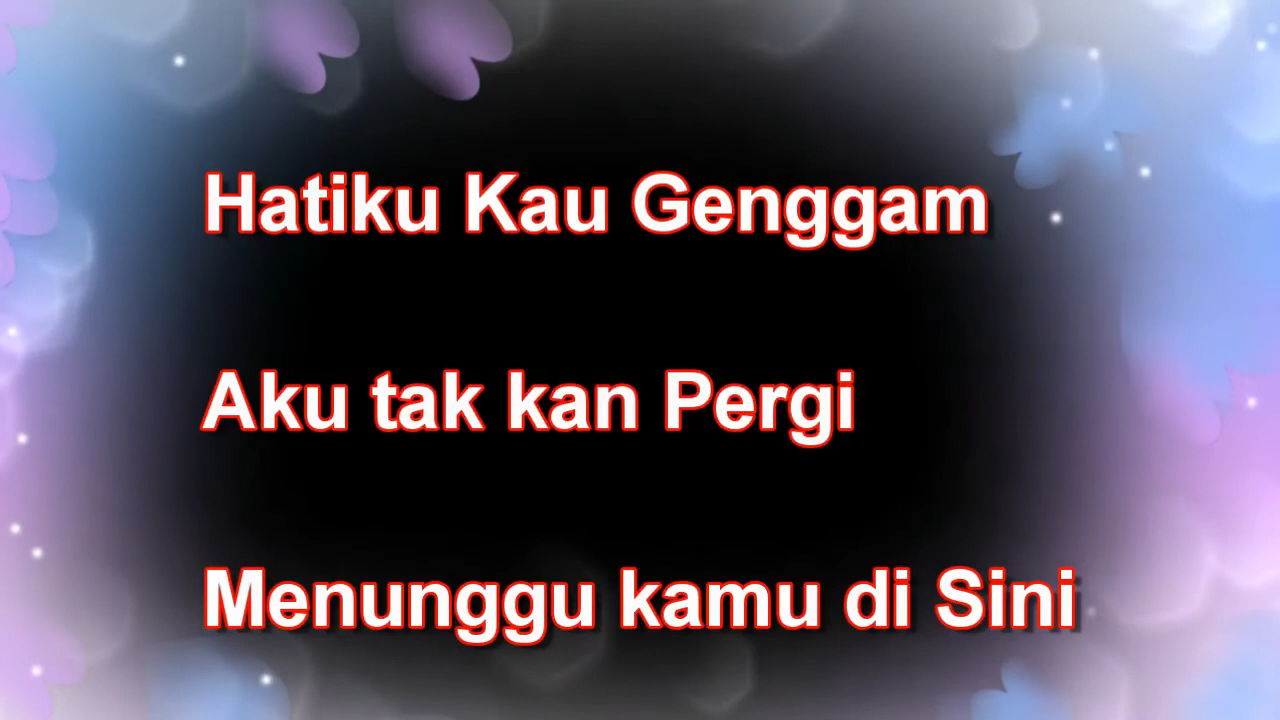 Hatiku Kau Genggam
Aku tak kan Pergi
Menunggu kamu di Sini